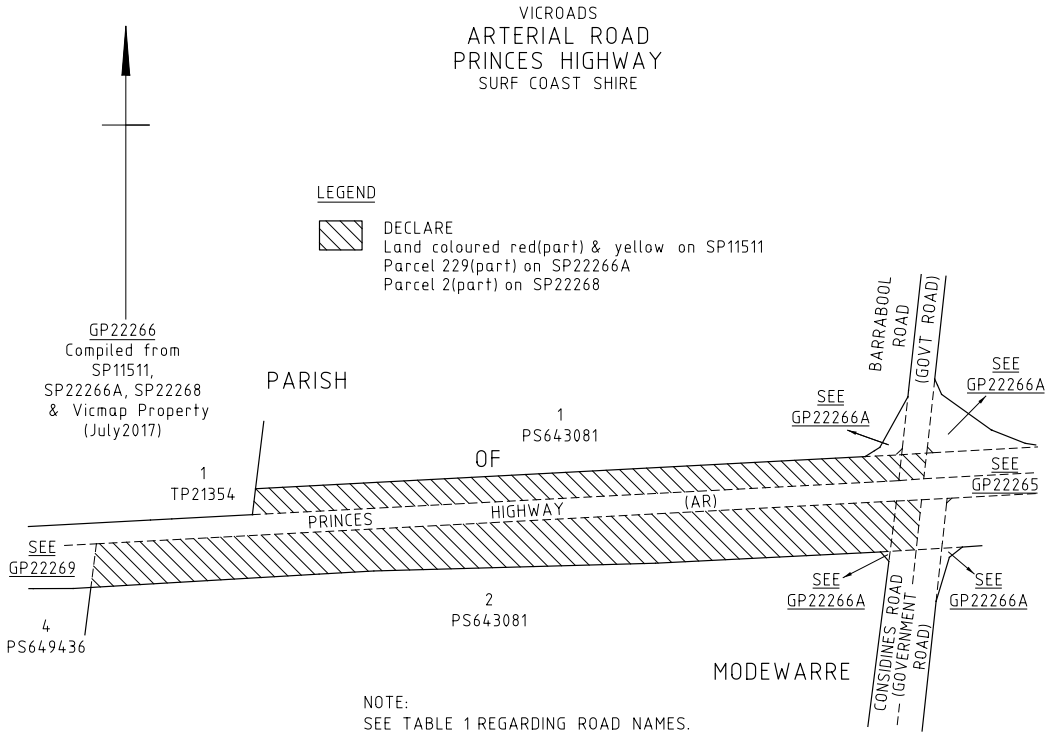 VICROADS
ARTERIAL ROAD
PRINCES HIGHWAY
SURF COAST SHIRE
LEGEND
DECLARE
Land coloured red(part) & yellow on SP11511
Parcel 229(part) on SP22266A
Parcel 2(part) on SP22268
GP22266
Compiled from
SP11511,
SP22266A, SP22268
& Vicmap Property
(July2017)
PARISH
OF
MODEWARRE
1
TP21354
1
PS643081
BARRABOOL
ROAD
(GOVT ROAD)
SEE
GP22266A
SEE
GP22266A
SEE
GP22265
PRINCES HIGHWAY (AR)
SEE
GP22269
4
PS649436
2
PS643081
SEE
GP22266A
SEE
GP22266A
CONSIDINES ROAD
(GOVERNMENT
ROAD)
NOTE:
SEE TABLE 1 REGARDING ROAD NAMES.